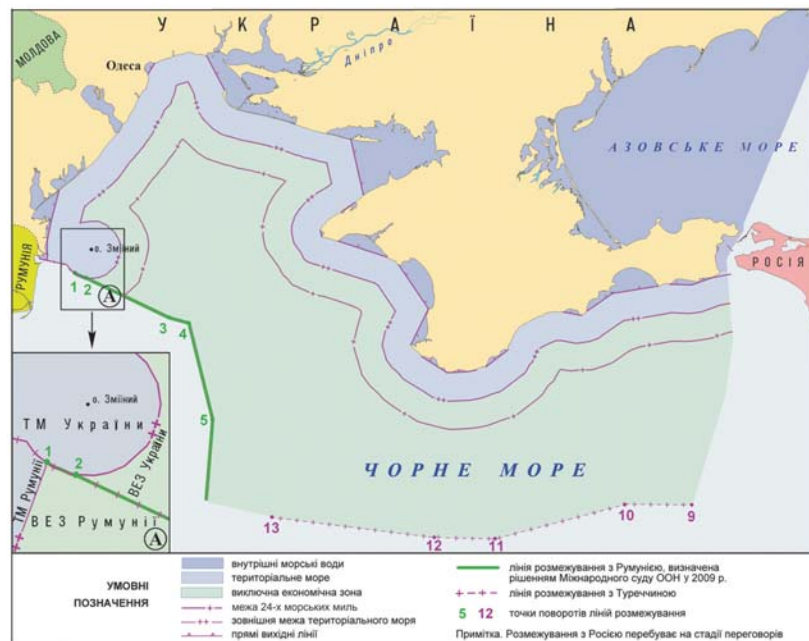 УКРАЇНА
МОЛДОВА
Одеса
Дніпро
АЗОВСЬКЕ МОРЕ
о. Зміїний
РУМУНІЯ
РОСІЯ
1
2
А
3
4
5
о. Зміїний
ТМ України
1
2
ВЕЗ України
ТМ Румунії
ВЕЗ Румунії
А
ЧОРНЕ МОРЕ
13
12
11
10
9
УМОВНІ
ПОЗНАЧЕННЯ
внутрішні морські води
територіальне море
виключна економічна зона
межа 24-х морських миль
зовнішня межа територіального моря
прямі вихідні лінії
лінія розмежування з Румунією, визначена
рішенням Міжнародного суду ООН у 2009 р.
лінія розмежування з Туреччиною
5 12 точки поворотів ліній розмежування
Примітка. Розмежування з Росією перебуває на стадії переговорів